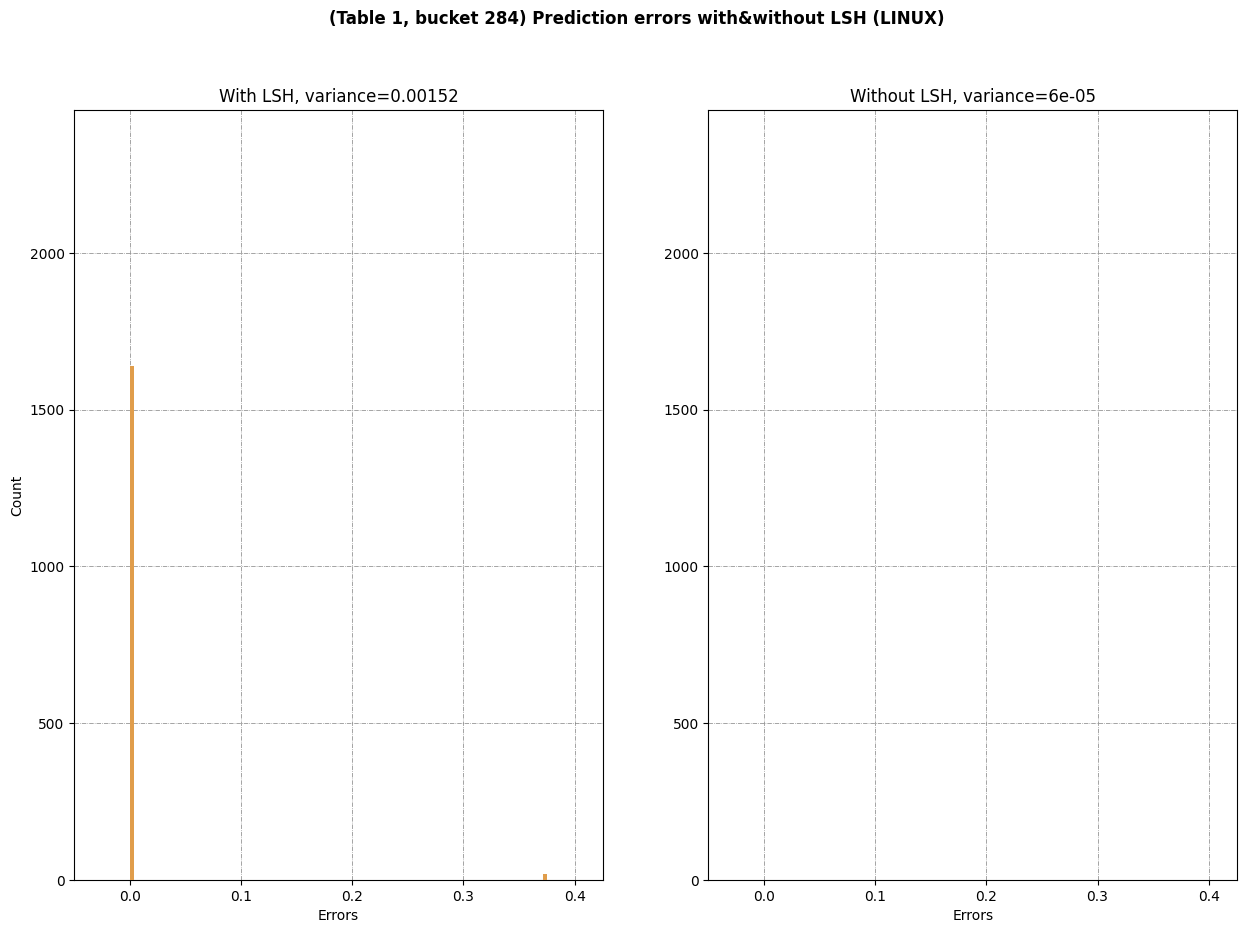 (Table 1, bucket 284) Prediction errors with&without LSH (LINUX)
With LSH, variance=0.00152
2000
1500
1000
500
0
Count
0.0 0.1 0.2 0.3 0.4
Errors
Without LSH, variance=6e-05
2000
1500
1000
500
0
0.0 0.1 0.2 0.3 0.4
Errors